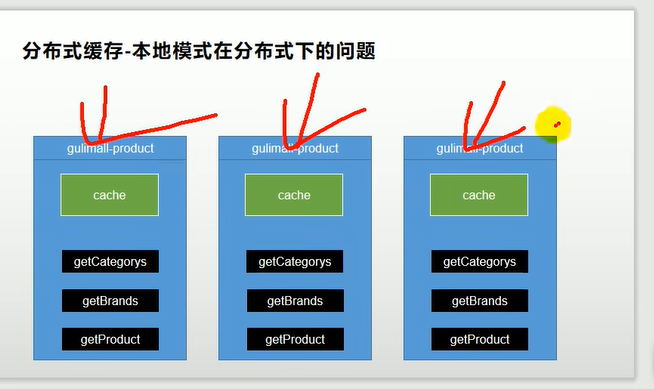 分布式缓存-本地模式在分布式下的问题
gulimall-product
cache
getCategorys
getBrands
getProduct
gulimall-product
cache
getCategorys
getBrands
getProduct
gulimall-product
cache
getCategorys
getBrands
getProduct